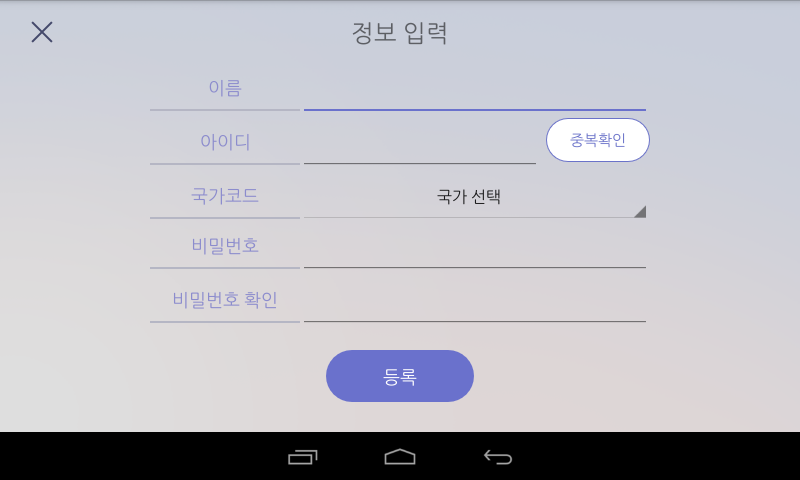 정보 입력
이름
아이디
중복확인
국가코드
국가 선택
비밀번호
비밀번호 확인
등록